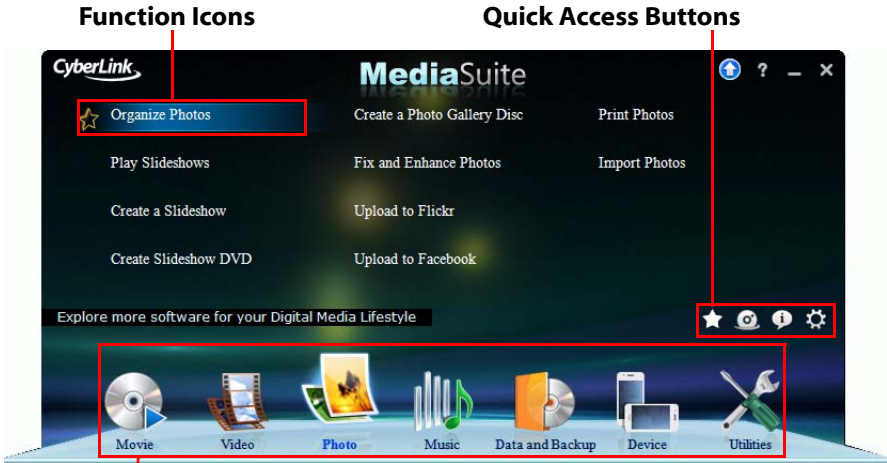 Function Icons Quick Access Buttons
CyberLink MediaSuite ?
Organize Photos Create a Photo Gallery Disc Print Photos
Play Slideshows Fix and Enhance Photos Import Photos
Create a Slideshow Upload to Flickr
Create Slideshow DVD Upload to Facebook
Explore more software for your Digital Media Lifestyle
Movie Video Photo Music Data and Backup Device Utilities